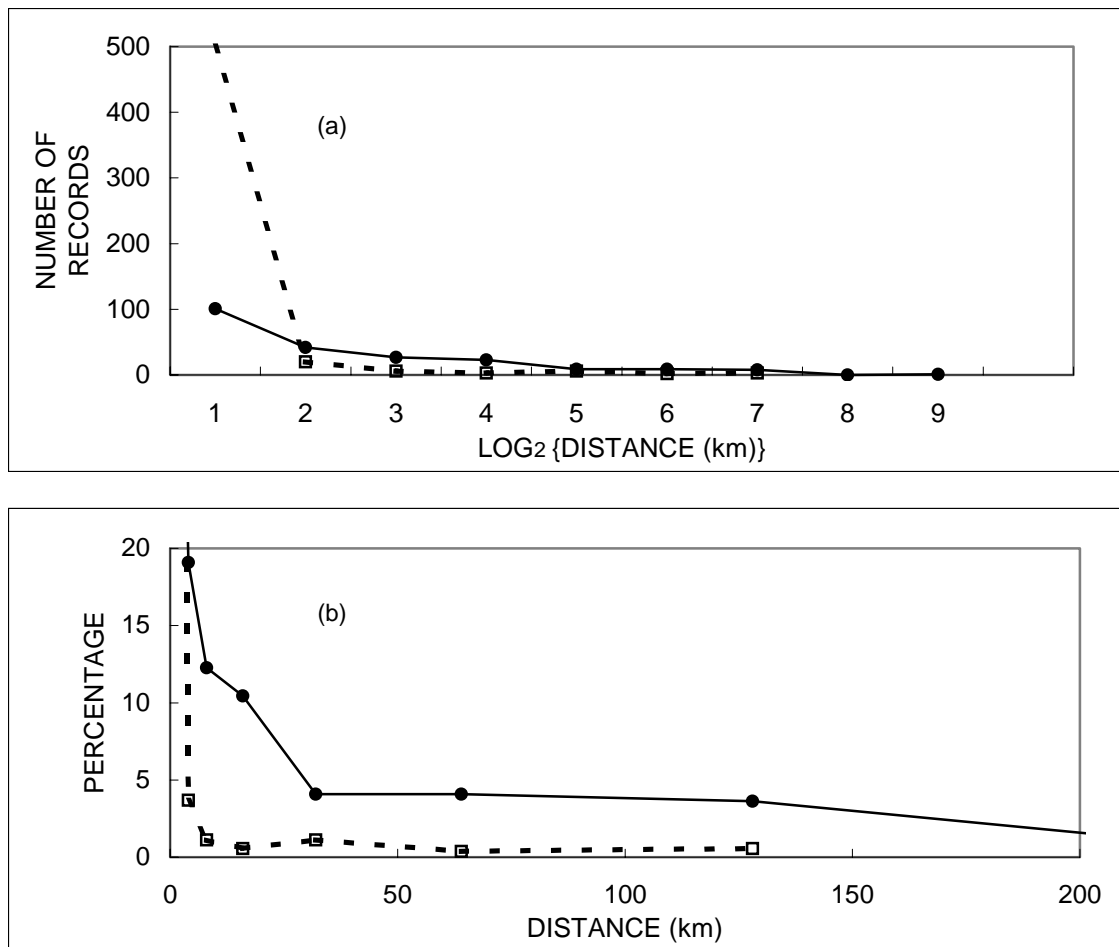 500
400
300
200
100
0
NUMBER OF
RECORDS
(a)
1 2 3 4 5 6 7 8 9
LOG2 {DISTANCE (km)}
20
15
10
5
0
PERCENTAGE
(b)
0 50 100 150 200
DISTANCE (km)